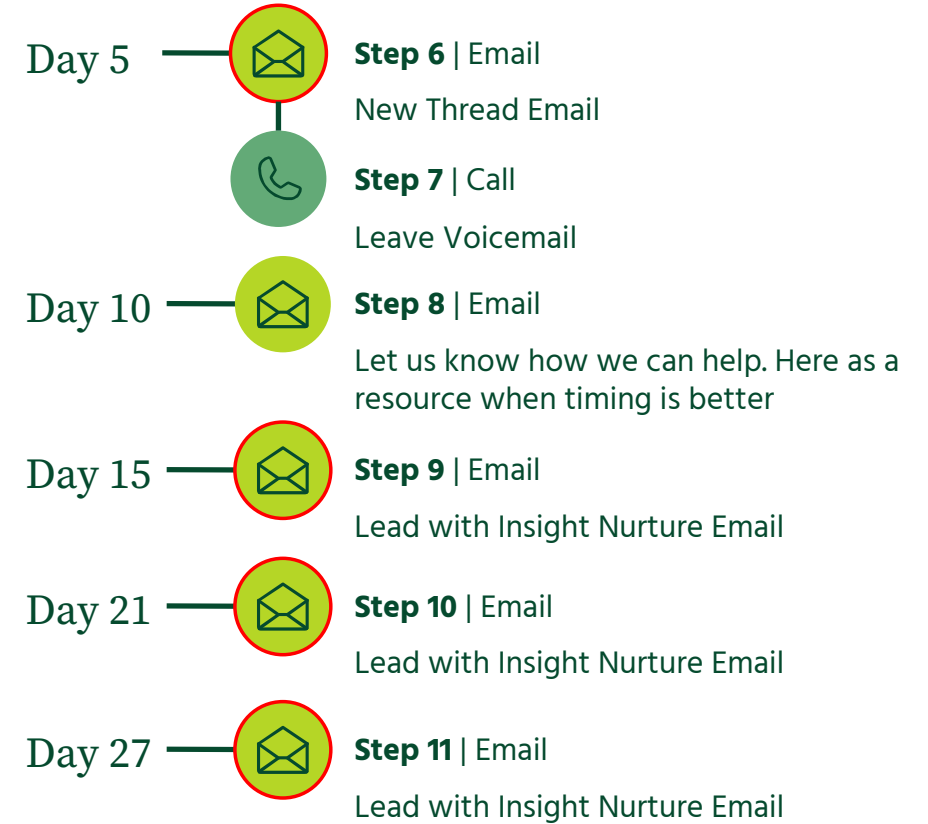 Day 5
Step 6 | Email
New Thread Email
Step 7 | Call
Leave Voicemail
Day 10
Step 8 | Email
Let us know how we can help. Here as a
resource when timing is better
Day 15
Step 9 | Email
Lead with Insight Nurture Email
Day 21
Step 10 | Email
Lead with Insight Nurture Email
Day 27
Step 11 | Email
Lead with Insight Nurture Email